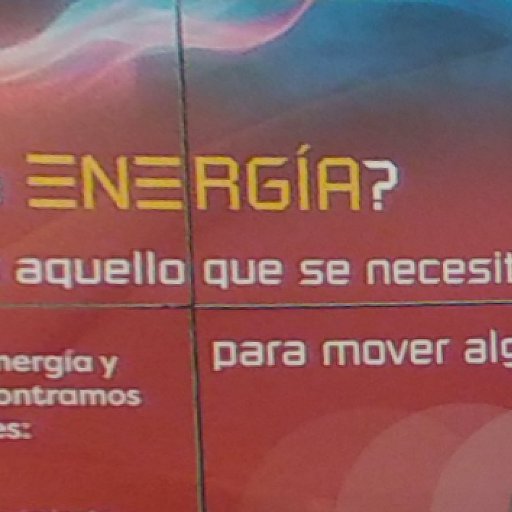 ENERGÍA?
aquello que se necesit
para mover alg
nergía y
ontramos
es: